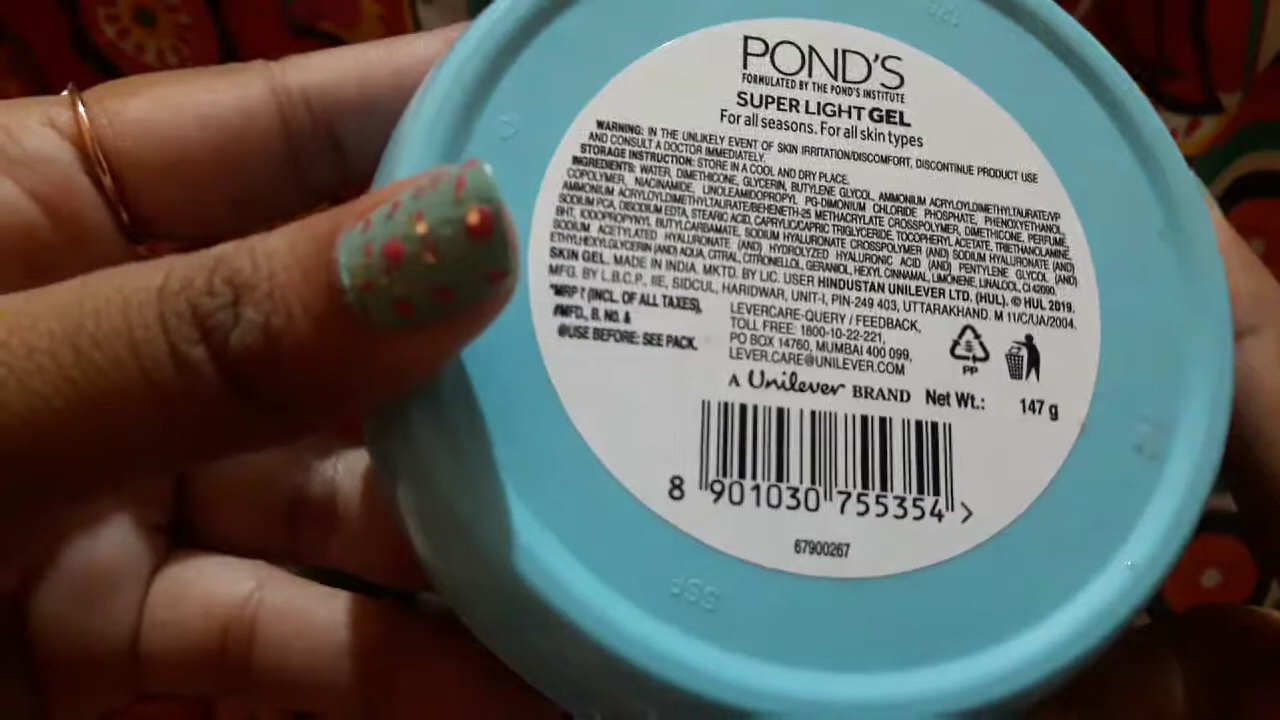 POND'S
FORMULATED BY THE POND'S INSTITUTE
SUPER LIGHT GEL
For all seasons. For all skin types
WARNING: IN THE UNLIKELY EVENT OF SKIN IRRITATION/DISCOMFORT, DISCONTINUE PRODUCT USE
AND CONSULT A DOCTOR IMMEDIATELY.
STORAGE INSTRUCTION: STORE IN A COOL AND DRY PLACE.
INGREDIENTS: WATER, DIMETHICONE, GLYCERIN, BUTYLENE GLYCOL, AMMONIUM ACRYLOYLDIMETHYLTAURATE/VP
COPOLYMER, NIACINAMIDE, LINOLEAMIDOPROPYL PG-DIMONIUM CHLORIDE PHOSPHATE, PHENOXYETHANOL,
AMMONIUM ACRYLOYLDIMETHYLTAURATE/BEHENETH-25 METHACRYLATE CROSSPOLYMER, DIMETHICONE, PERFUME,
SODIUM PCA, DISODIUM EDTA, STEARIC ACID, CAPRYLIC/CAPRIC TRIGLYCERIDE, TOCOPHERYL ACETATE, TRIETHANOLAMINE,
BHT, IODOPROPYNYL BUTYLCARBAMATE, SODIUM HYALURONATE CROSSPOLYMER (AND) SODIUM HYALURONATE (AND)
SODIUM ACETYLATED HYALURONATE (AND) HYDROLYZED HYALURONIC ACID (AND) PENTYLENE GLYCOL (AND)
ETHYLHEXYLGLYCERIN (AND) AQUA, CITRAL, CITRONELLOL, GERANIOL, HEXYL CINNAMAL, LIMONENE, LINALOOL, CI 42090.
SKIN GEL. MADE IN INDIA. MKTD. BY LIC. USER HINDUSTAN UNILEVER LTD. (HUL). © HUL 2019.
MFG. BY L.B.C.P., IIE, SIDCUL, HARIDWAR, UNIT-I, PIN-249 403, UTTARAKHAND. M 11/C/UA/2004.
*MRP ₹ (INCL. OF ALL TAXES),
#MFD., B. NO. &
@USE BEFORE: SEE PACK.
LEVERCARE-QUERY / FEEDBACK,
TOLL FREE: 1800-10-22-221,
PO BOX 14760, MUMBAI 400 099,
LEVER.CARE@UNILEVER.COM
5
PP
A Unilever BRAND
Net Wt.: 147 g
8 901030 755354 >
67900267
SSF